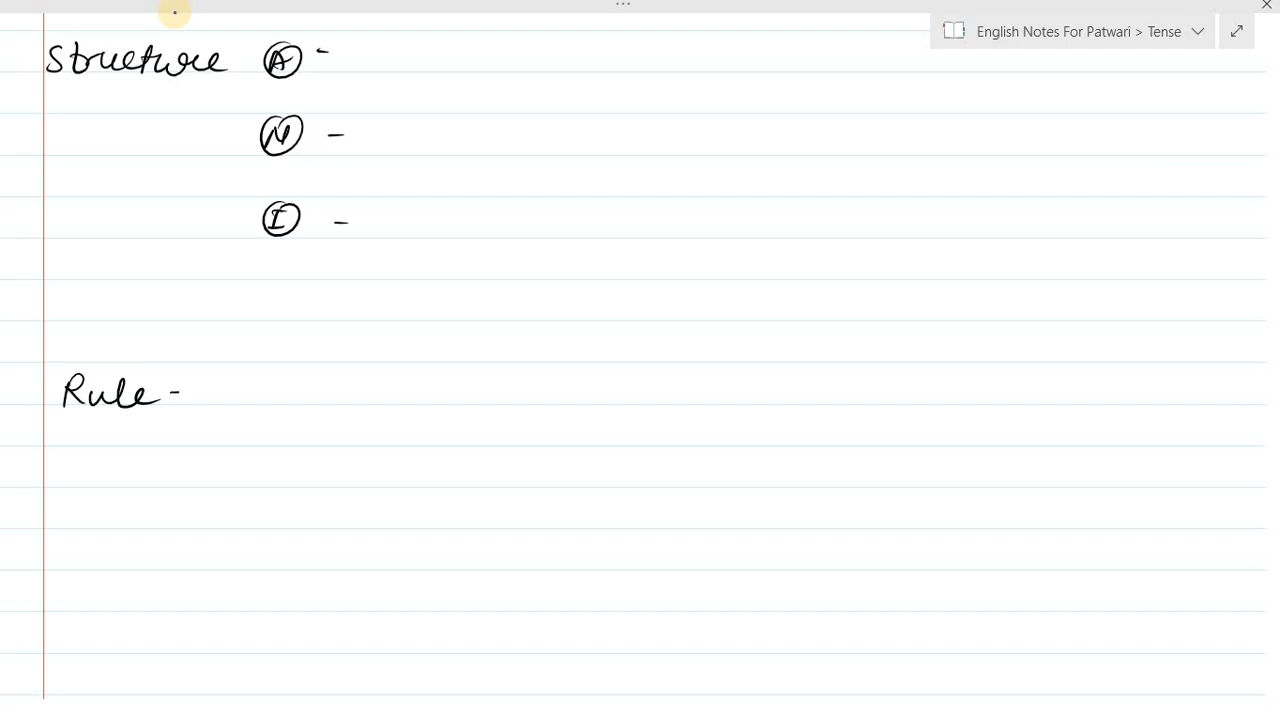 English Notes For Patwari > Tense
Structure A -
N -
I -
Rule -